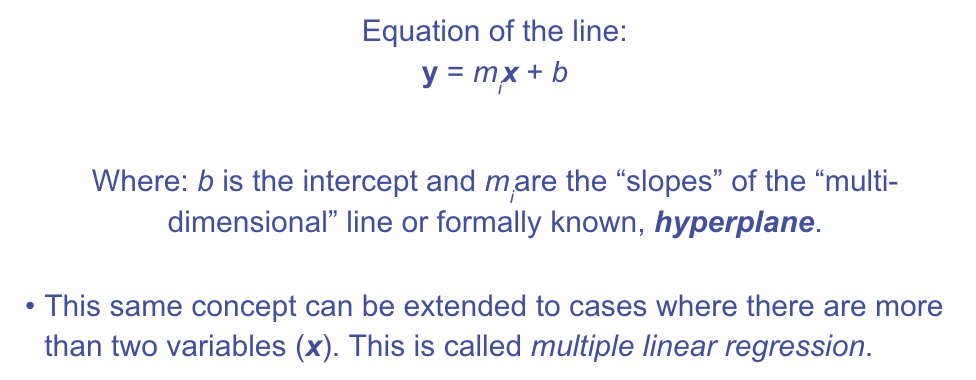 Equation of the line:
y = mᵢx + b
Where: b is the intercept and mᵢ are the “slopes” of the “multi-
dimensional” line or formally known, hyperplane.
• This same concept can be extended to cases where there are more
than two variables (x). This is called multiple linear regression.